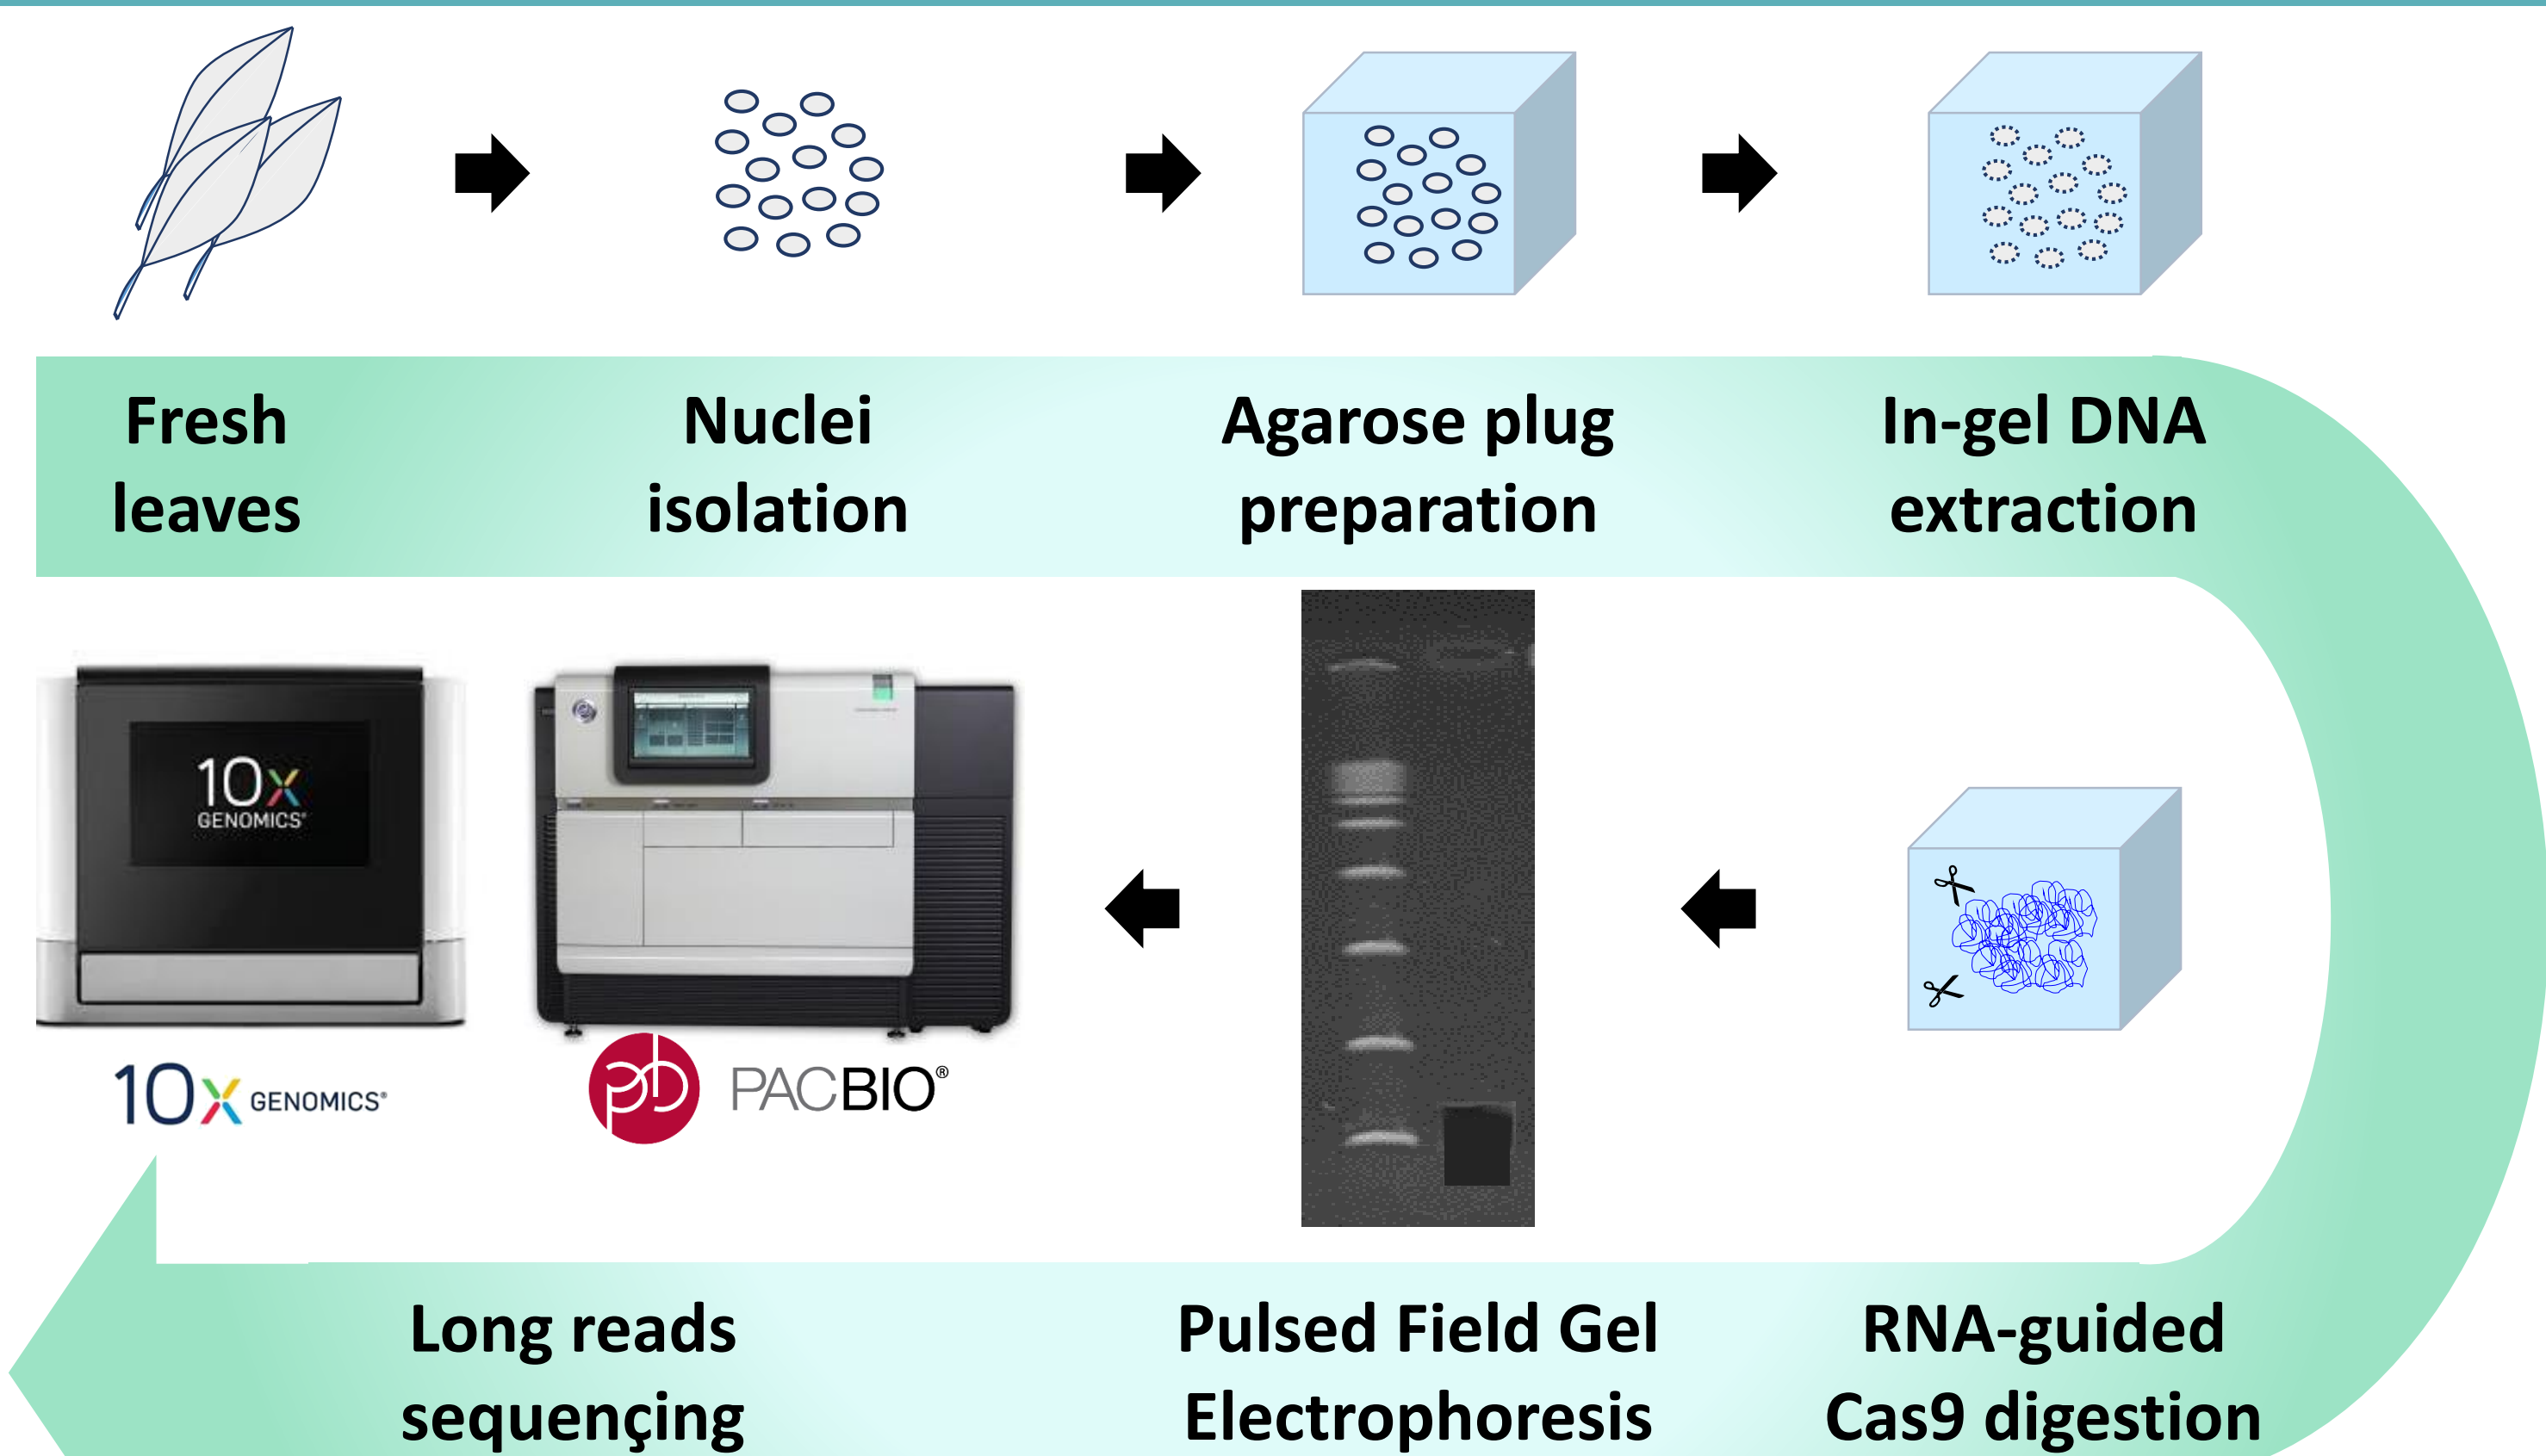 Fresh
leaves
Nuclei
isolation
Agarose plug
preparation
In-gel DNA
extraction
10x
GENOMICS®
10x GENOMICS®
pb PACBIO®
Long reads
sequençing
Pulsed Field Gel
Electrophoresis
RNA-guided
Cas9 digestion